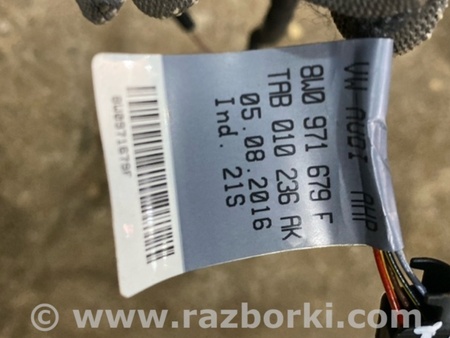 VW-AUDI AHP
8W0 971 679 F
TAB 010 236 AK
05.08.2016
Ind. 21S
8W0971679F
© www.razborki.com